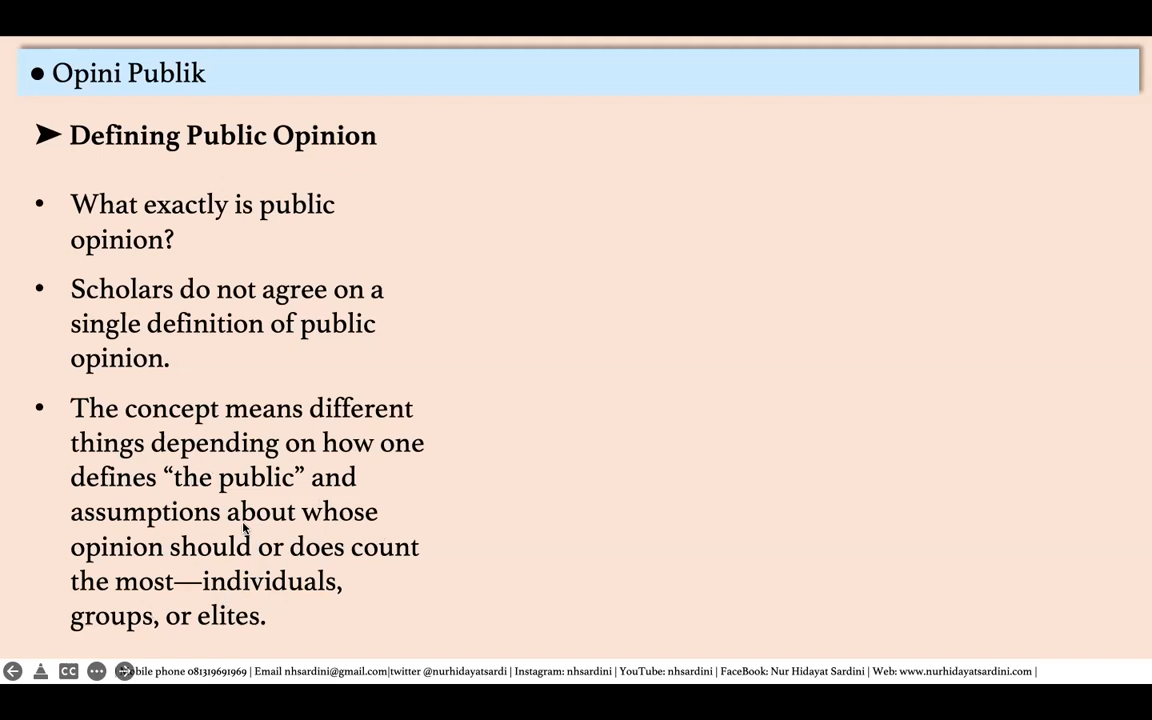 ● Opini Publik
➤ Defining Public Opinion
• What exactly is public
opinion?
• Scholars do not agree on a
single definition of public
opinion.
• The concept means different
things depending on how one
defines “the public” and
assumptions about whose
opinion should or does count
the most—individuals,
groups, or elites.
CC obile phone 081319691969 | Email nhsardini@gmail.com|twitter @nurhidayatsardi | Instagram: nhsardini | YouTube: nhsardini | FaceBook: Nur Hidayat Sardini | Web: www.nurhidayatsardini.com |